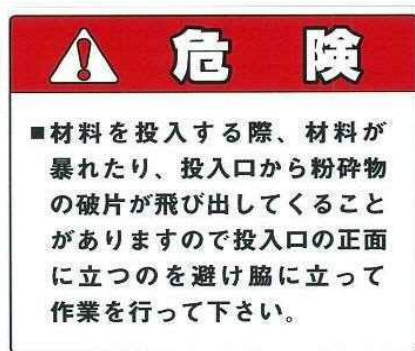 危険
■材料を投入する際、材料が
暴れたり、投入口から粉砕物
の破片が飛び出してくること
がありますので投入口の正面
に立つのを避け脇に立って
作業を行って下さい。